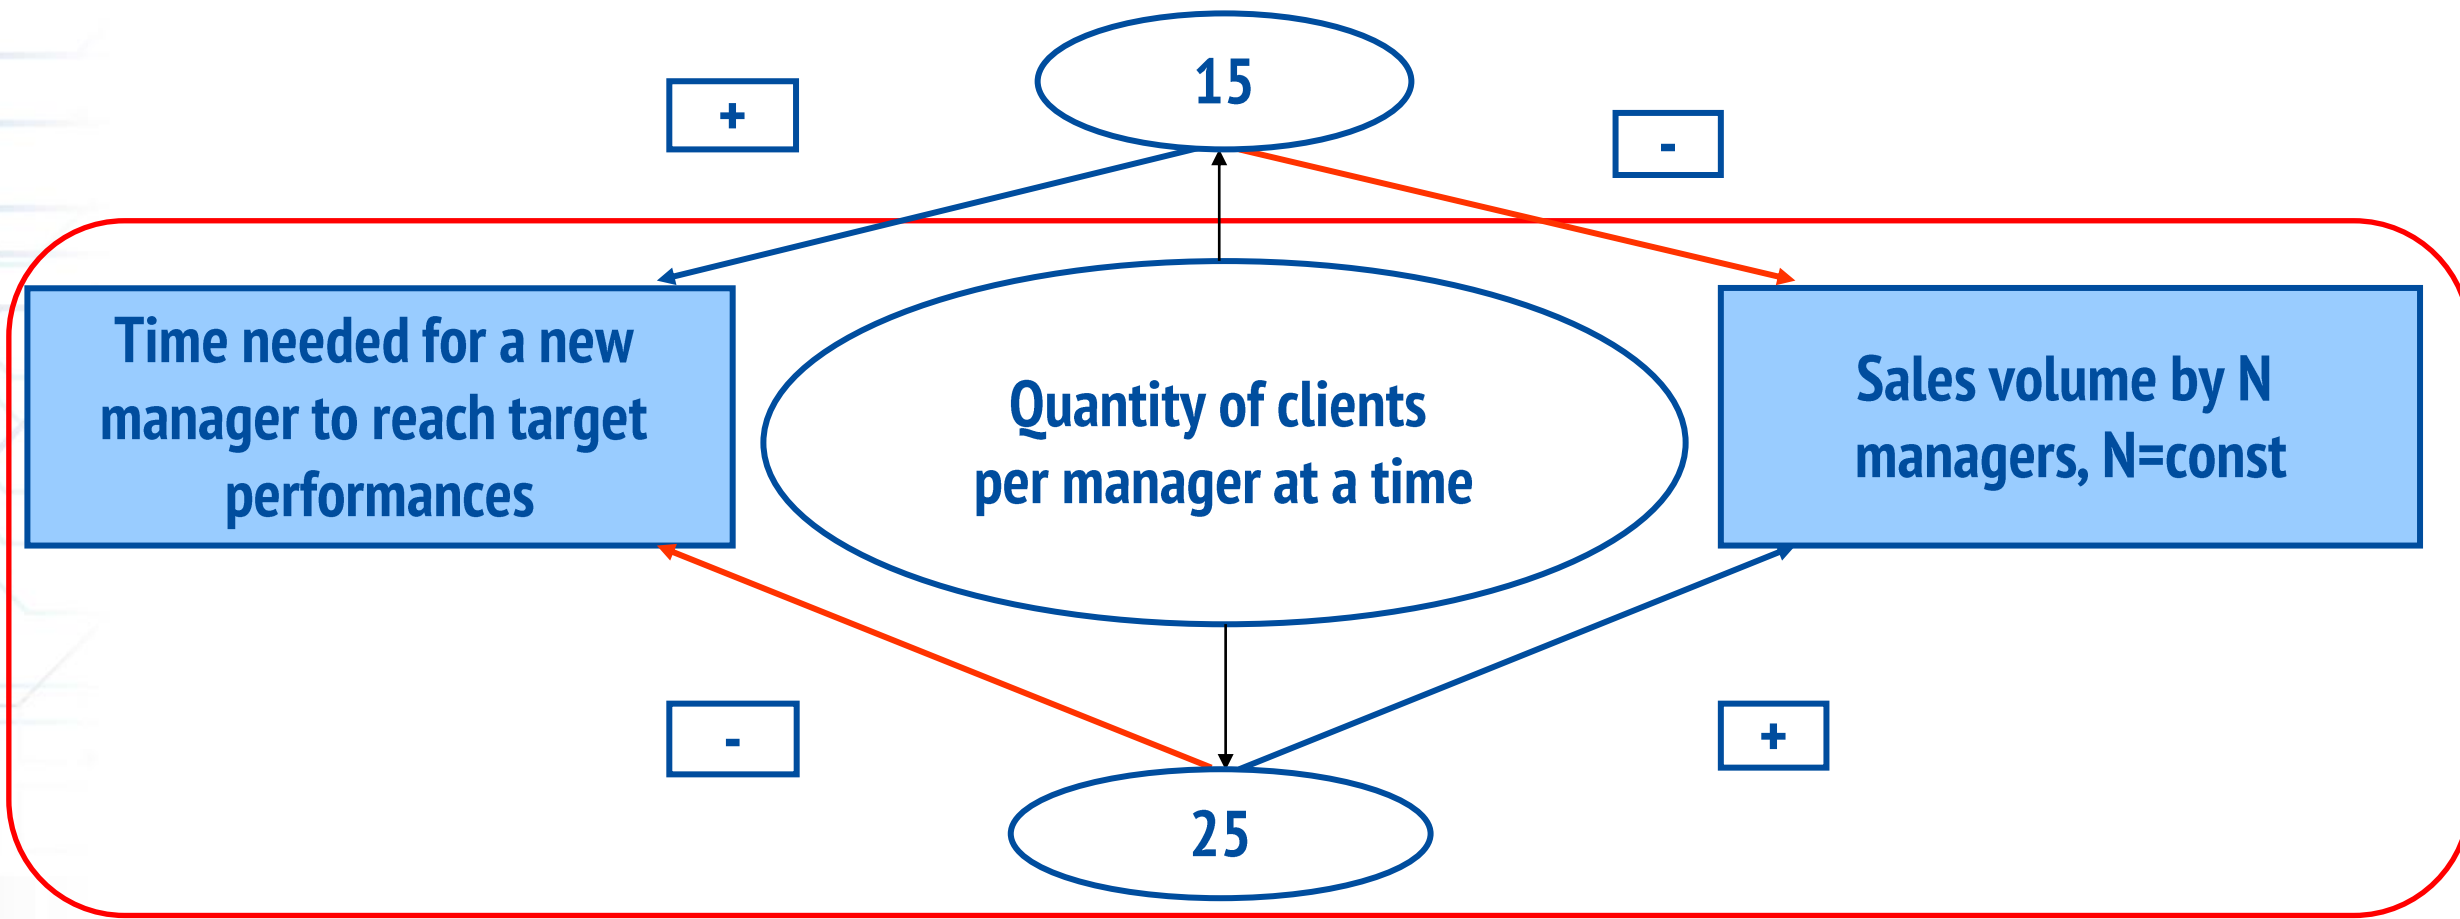 15
+
-
Time needed for a new
manager to reach target
performances
Quantity of clients
per manager at a time
Sales volume by N
managers, N=const
-
+
25